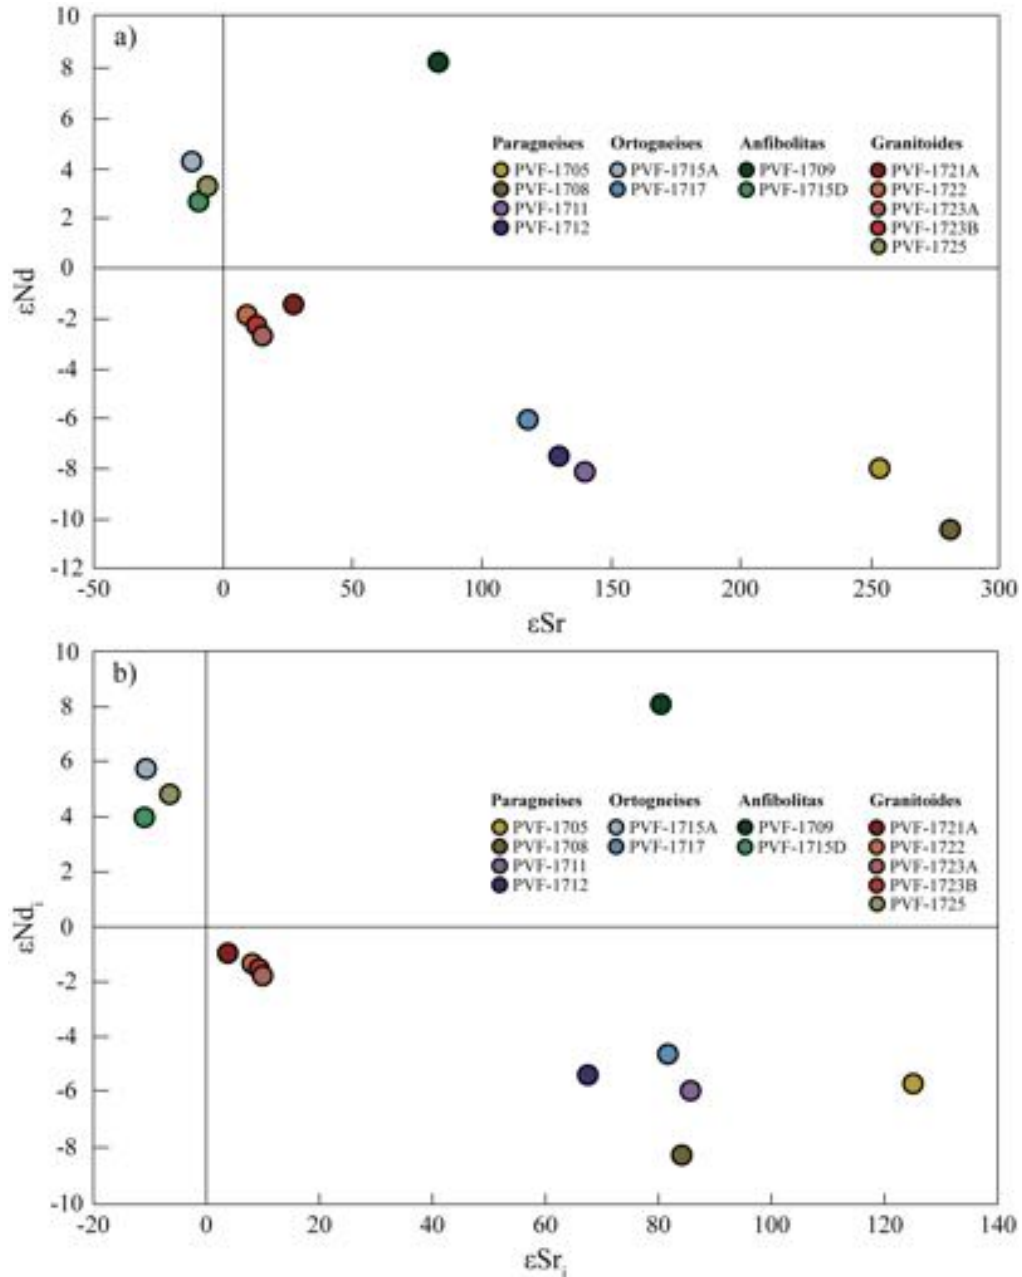 a)
10
8
6
4
2
0
-2
-4
-6
-8
-10
-12
εNd
Paragneises Ortogneises Anfibolitas Granitoides
PVF-1705 PVF-1715A PVF-1709 PVF-1721A
PVF-1708 PVF-1717 PVF-1715D PVF-1722
PVF-1711 PVF-1723A
PVF-1712 PVF-1723B
PVF-1725
-50 0 50 100 150 200 250 300
εSr
b)
10
8
6
4
2
0
-2
-4
-6
-8
-10
εNdi
Paragneises Ortogneises Anfibolitas Granitoides
PVF-1705 PVF-1715A PVF-1709 PVF-1721A
PVF-1708 PVF-1717 PVF-1715D PVF-1722
PVF-1711 PVF-1723A
PVF-1712 PVF-1723B
PVF-1725
-20 0 20 40 60 80 100 120 140
εSri